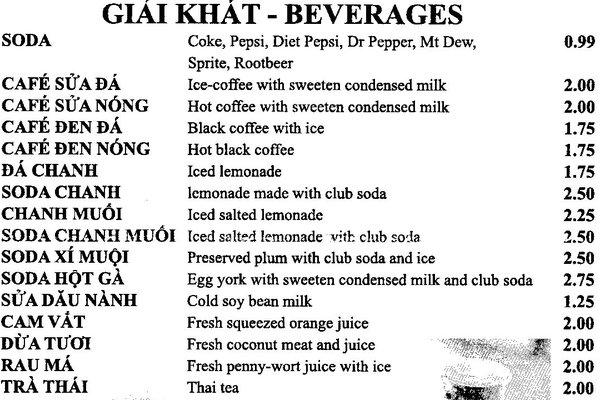 GIẢI KHÁT - BEVERAGES
SODA Coke, Pepsi, Diet Pepsi, Dr Pepper, Mt Dew, 0.99
Sprite, Rootbeer
CAFÉ SỬA ĐÁ Ice-coffee with sweeten condensed milk 2.00
CAFÉ SỬA NÓNG Hot coffee with sweeten condensed milk 2.00
CAFÉ ĐEN ĐÁ Black coffee with ice 1.75
CAFÉ ĐEN NÓNG Hot black coffee 1.75
ĐÁ CHANH Iced lemonade 1.75
SODA CHANH lemonade made with club soda 2.50
CHANH MUỐI Iced salted lemonade 2.25
SODA CHANH MUỐI Iced salted lemonade with club soda 2.50
SODA XÍ MUỘI Preserved plum with club soda and ice 2.50
SODA HỘT GÀ Egg york with sweeten condensed milk and club soda 2.75
SỬA DĂU NÀNH Cold soy bean milk 1.25
CAM VẮT Fresh squeezed orange juice 2.00
DỪA TƯƠI Fresh coconut meat and juice 2.00
RAU MÁ Fresh penny-wort juice with ice 2.00
TRÀ THÁI Thai tea 2.00